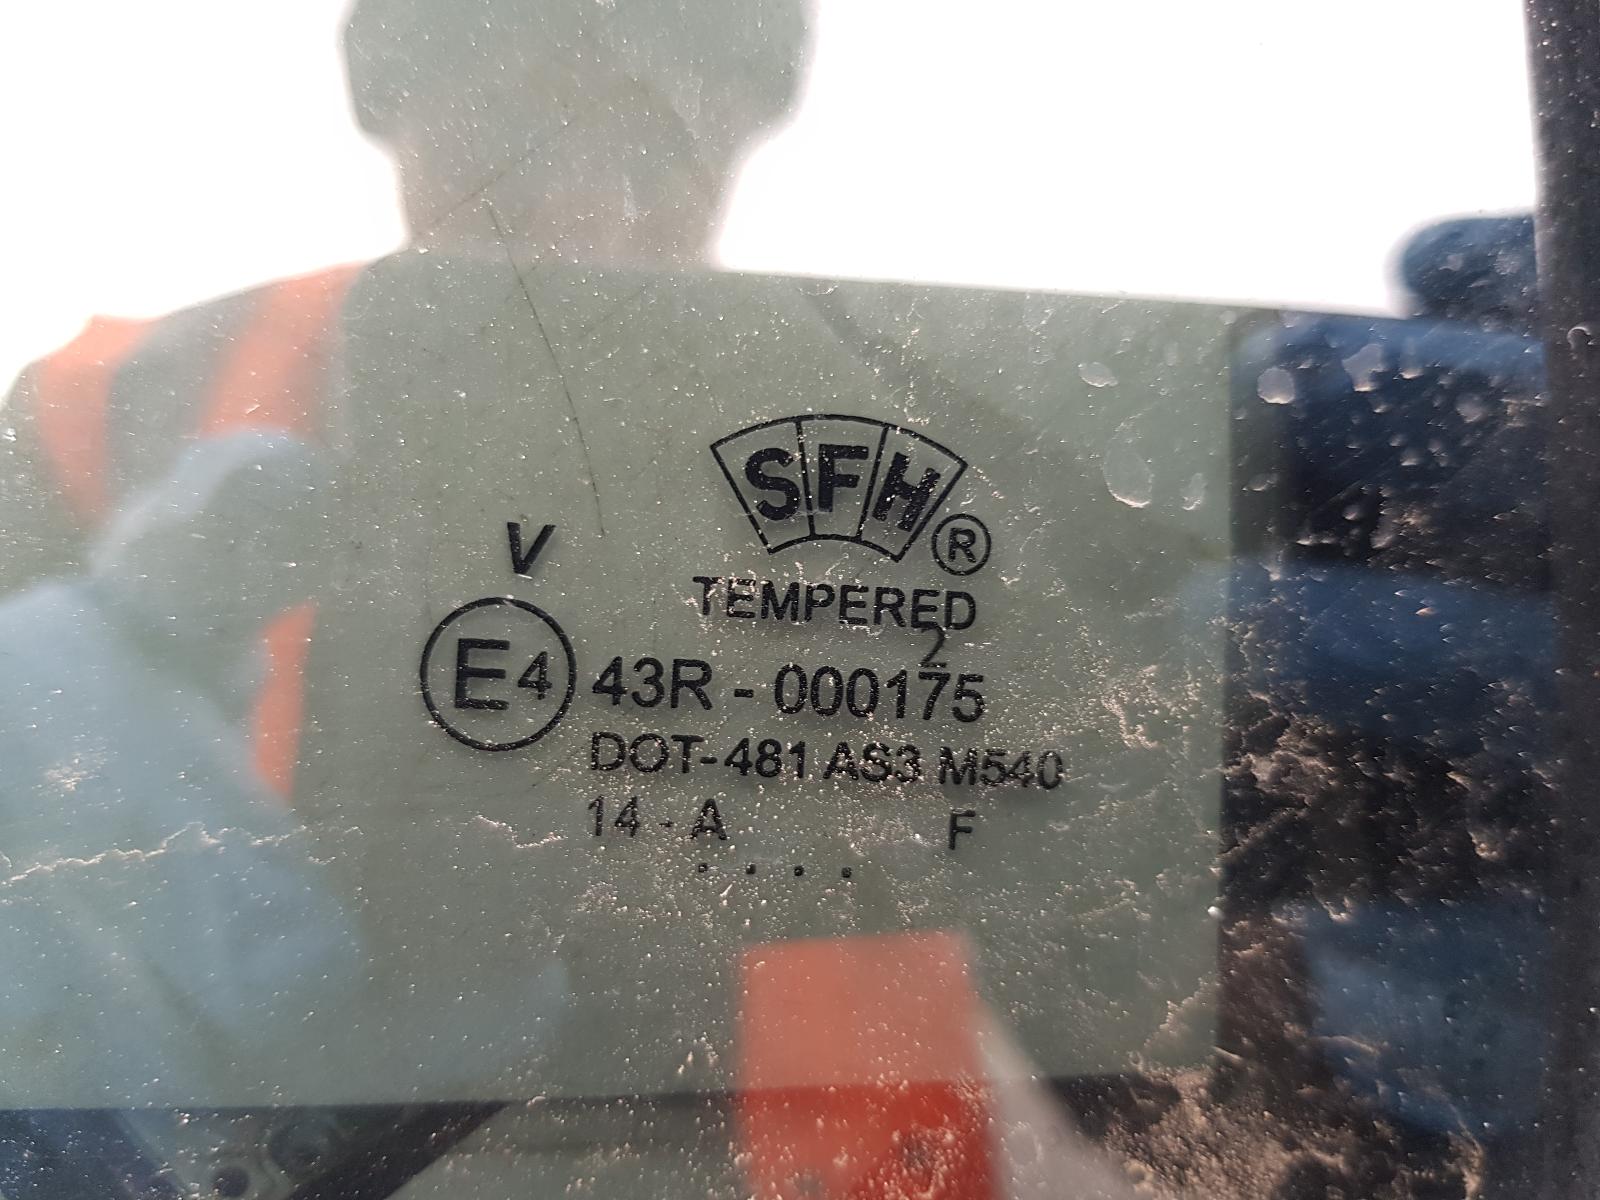 SFH®
TEMPERED
V
2
E4 43R - 000175
DOT-481 AS3 M540
14 - A F
. . . .